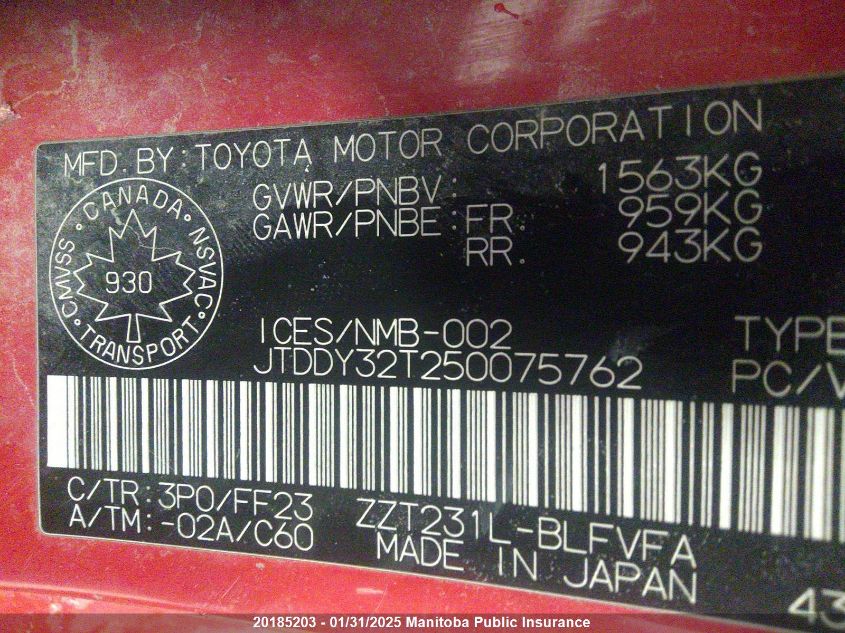 MFD. BY: TOYOTA MOTOR CORPORATION
GVWR/PNBV: 1563KG
GAWR/PNBE: FR. 959KG
RR. 943KG
CANADA
CMVSS NSVAC
930
TRANSPORT
ICES/NMB-002
TYPE
JTDDY32T250075762
PC/V
C/TR: 3P0/FF23
ZZT231L-BLFVFA
A/TM: -02A/C60
MADE IN JAPAN
43
20185203 - 01/31/2025 Manitoba Public Insurance